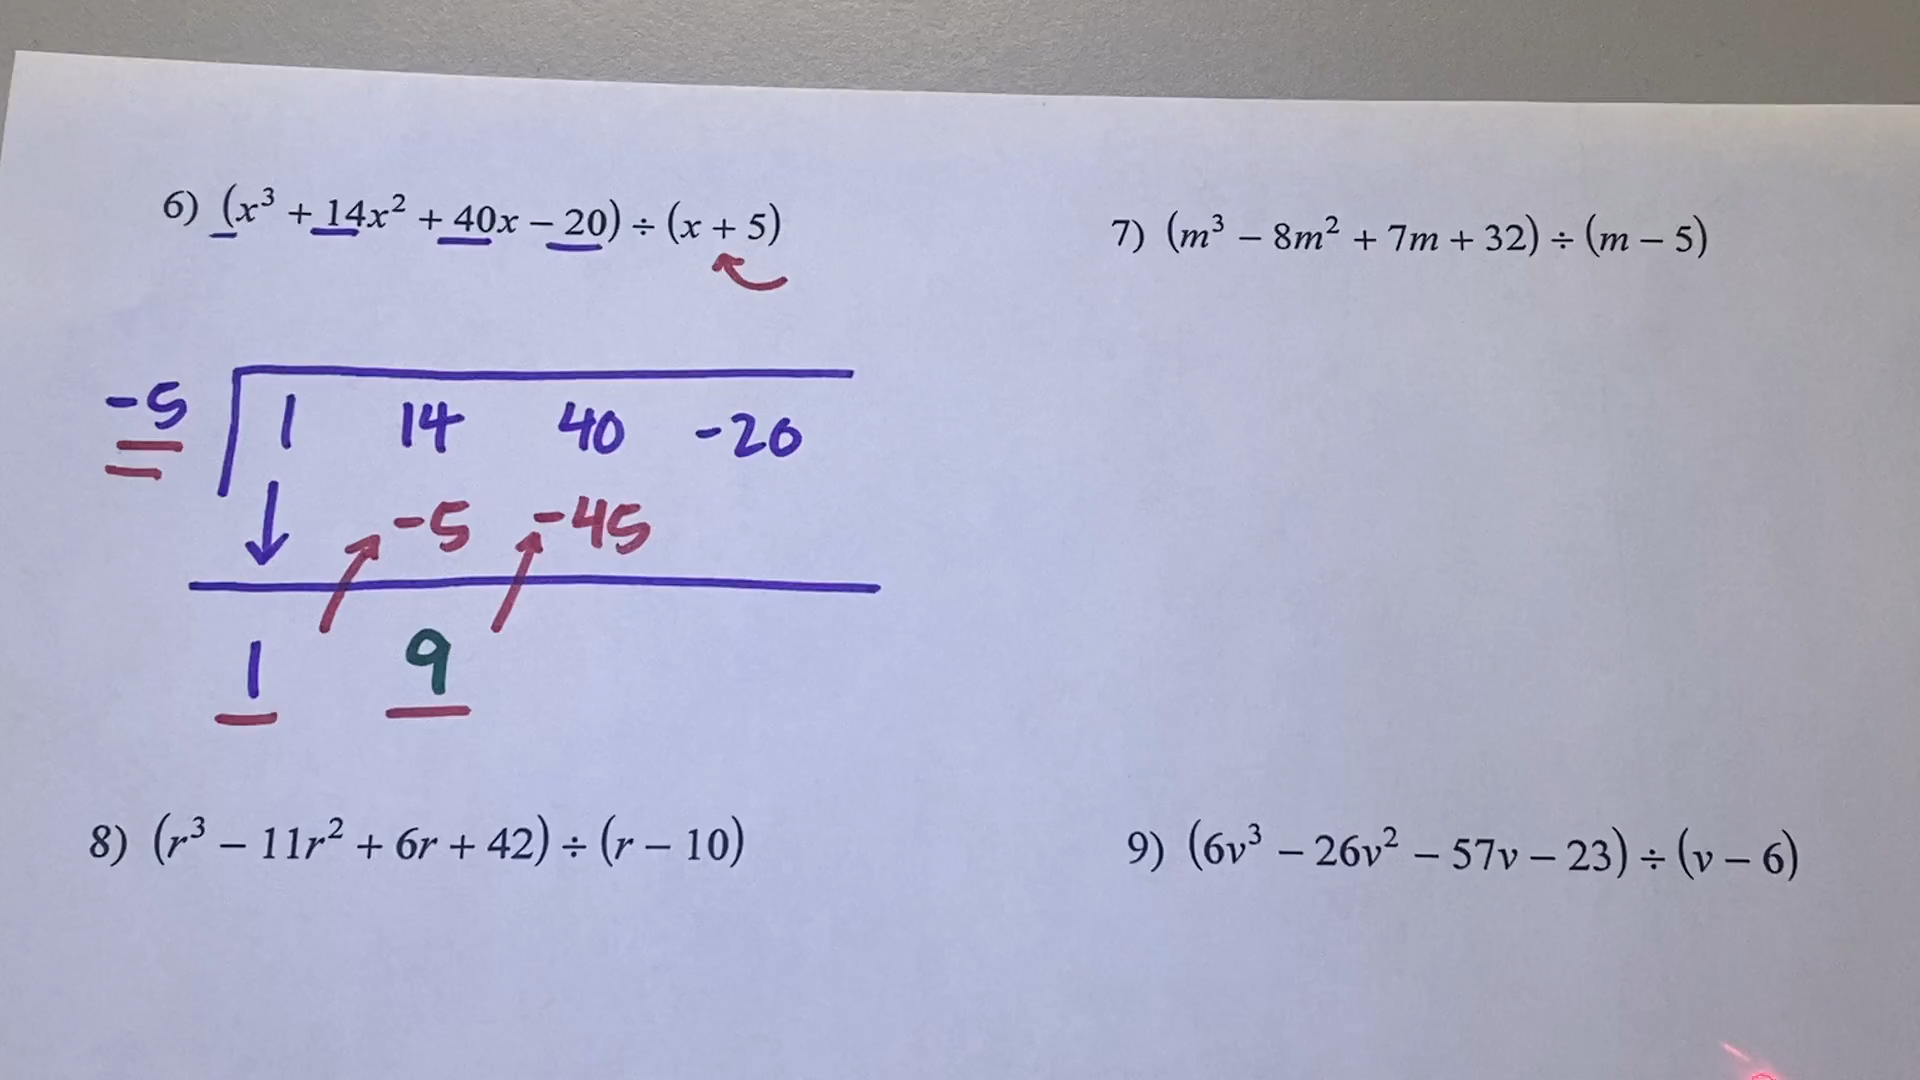 6) (x³ + 14x² + 40x − 20) ÷ (x + 5)
7) (m³ − 8m² + 7m + 32) ÷ (m − 5)
-5 1 14 40 -20
-5 -45
1 9
8) (r³ − 11r² + 6r + 42) ÷ (r − 10)
9) (6v³ − 26v² − 57v − 23) ÷ (v − 6)